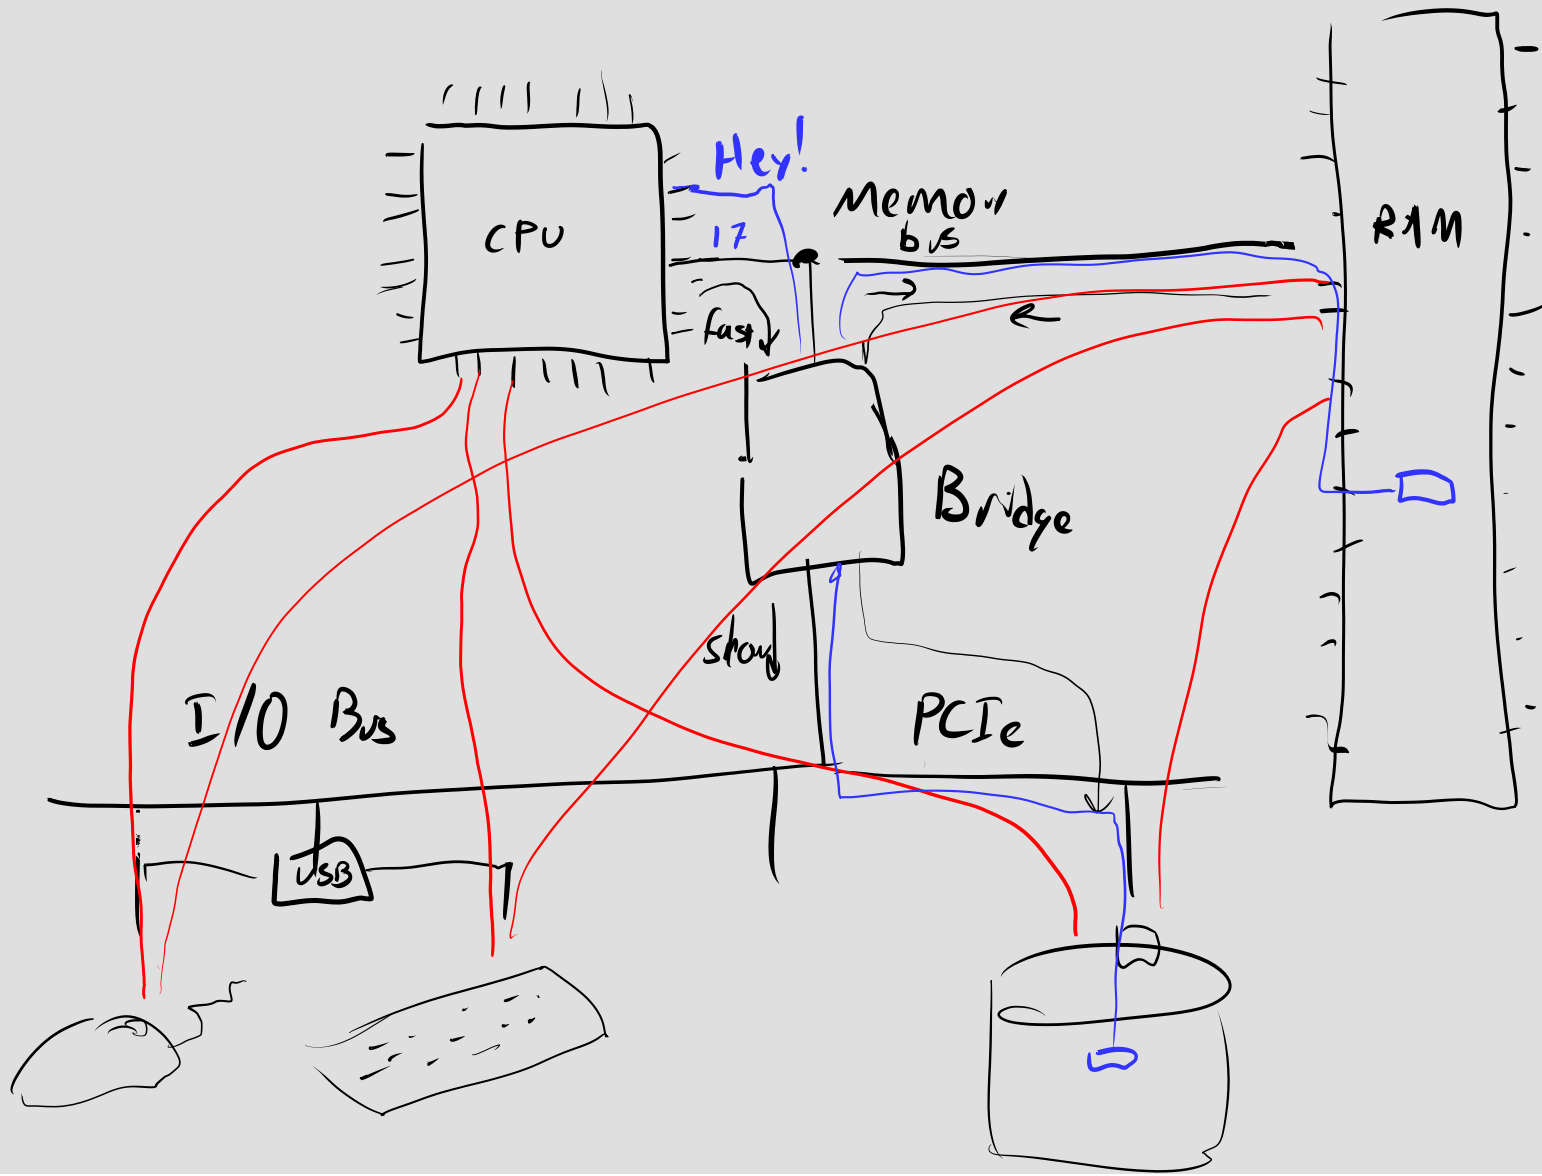 Hey!
CPU
17
Memory
bus
RAM
fast
Bridge
slow
I/O Bus
PCIe
USB